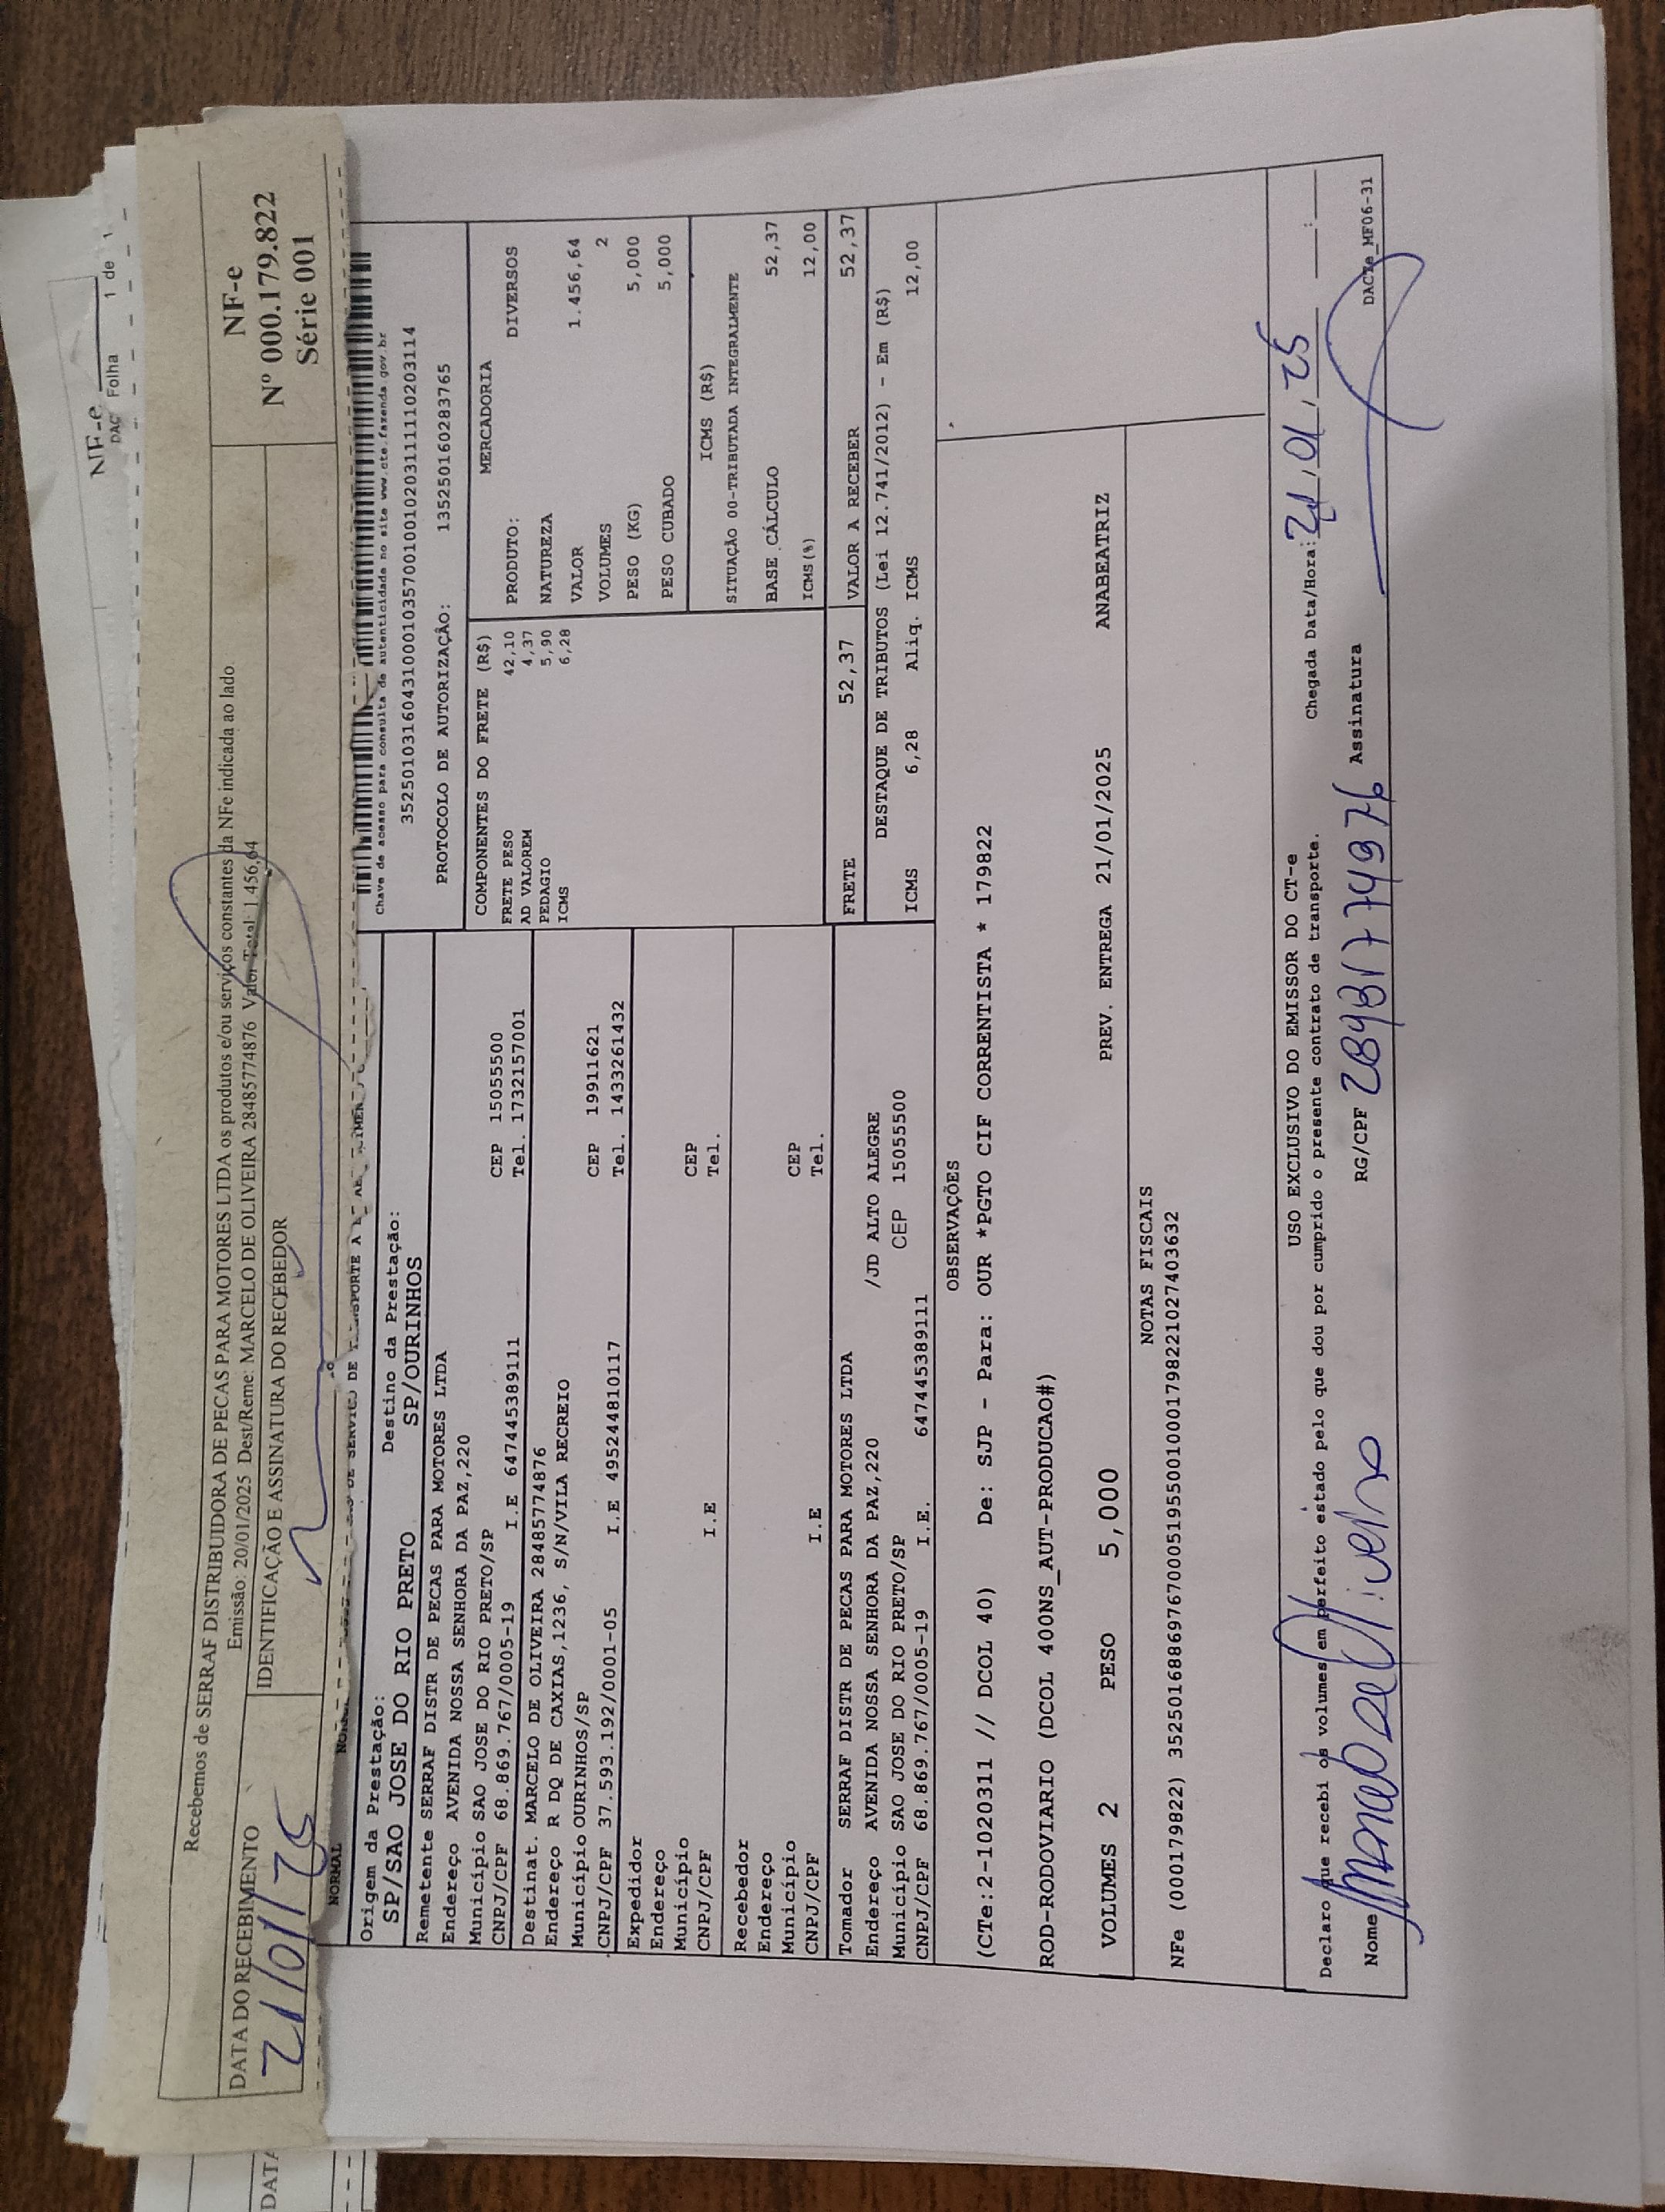 NF-e
DAC Folha 1 de 1
Recebemos de SERRAF DISTRIBUIDORA DE PECAS PARA MOTORES LTDA os produtos e/ou serviços constantes da NFe indicada ao lado
Emissão: 20/01/2025 Dest/Reme: MARCELO DE OLIVEIRA 28485774876 Valor Total: 1.456,64
DATA DO RECEBIMENTO
21/01/25
IDENTIFICAÇÃO E ASSINATURA DO RECEBEDOR
NF-e
Nº 000.179.822
Série 001
DATA
NORMAL
DE SERVIÇO DE TRANSPORTE A
Chave de acesso para consulta de autenticidade no site www.cte.fazenda.gov.br
35250103160431000103570010010203111110203114
PROTOCOLO DE AUTORIZAÇÃO: 135250160283765
Origem da Prestação:
SP/SAO JOSE DO RIO PRETO
Destino da Prestação:
SP/OURINHOS
Remetente SERRAF DISTR DE PECAS PARA MOTORES LTDA
Endereço AVENIDA NOSSA SENHORA DA PAZ,220
Município SAO JOSE DO RIO PRETO/SP CEP 15055500
CNPJ/CPF 68.869.767/0005-19 I.E 647445389111 Tel. 1732157001
Destinat. MARCELO DE OLIVEIRA 28485774876
Endereço R DQ DE CAXIAS,1236, S/N/VILA RECREIO
Município OURINHOS/SP CEP 19911621
CNPJ/CPF 37.593.192/0001-05 I.E 495244810117 Tel. 1433261432
Expedidor
Endereço
Município CEP
CNPJ/CPF I.E Tel.
Recebedor
Endereço
Município CEP
CNPJ/CPF I.E Tel.
Tomador SERRAF DISTR DE PECAS PARA MOTORES LTDA
Endereço AVENIDA NOSSA SENHORA DA PAZ,220 /JD ALTO ALEGRE
Município SAO JOSE DO RIO PRETO/SP CEP 15055500
CNPJ/CPF 68.869.767/0005-19 I.E. 647445389111
COMPONENTES DO FRETE (R$)
FRETE PESO 42,10
AD VALOREM 4,37
PEDAGIO 5,90
ICMS 6,28
MERCADORIA
PRODUTO: DIVERSOS
NATUREZA
VALOR 1.456,64
VOLUMES 2
PESO (KG) 5,000
PESO CUBADO 5,000
ICMS (R$)
SITUAÇÃO 00-TRIBUTADA INTEGRALMENTE
BASE CÁLCULO 52,37
ICMS(%) 12,00
FRETE 52,37 VALOR A RECEBER 52,37
DESTAQUE DE TRIBUTOS (Lei 12.741/2012) - Em (R$)
ICMS 6,28 Aliq. ICMS 12,00
OBSERVAÇÕES
(CTe:2-1020311 // DCOL 40) De: SJP - Para: OUR *PGTO CIF CORRENTISTA * 179822
ROD-RODOVIARIO (DCOL 400NS_AUT-PRODUCAO#)
VOLUMES 2 PESO 5,000 PREV. ENTREGA 21/01/2025 ANABEATRIZ
NOTAS FISCAIS
NFe (000179822) 35250168869767000519550010001798221027403632
USO EXCLUSIVO DO EMISSOR DO CT-e
Declaro que recebi os volumes em perfeito estado pelo que dou por cumprido o presente contrato de transporte. Chegada Data/Hora: 21/01/25 __:__
Nome RG/CPF Assinatura
DACTe_MF06-31